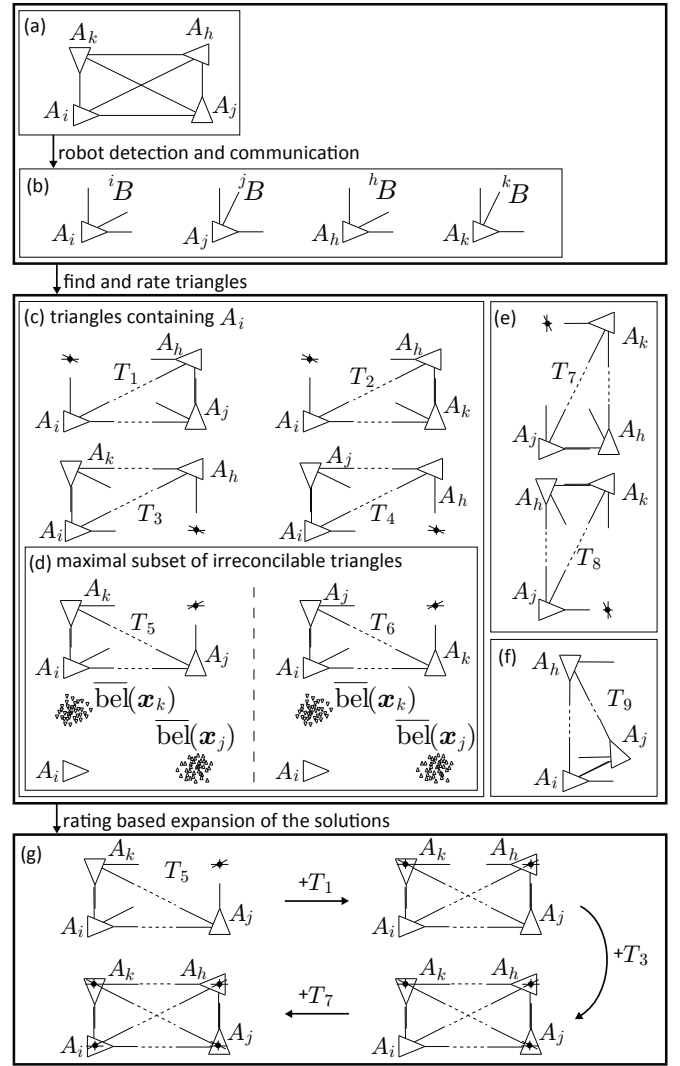 (a)
A_k A_h
A_i A_j
robot detection and communication
(b) ^iB ^jB ^hB ^kB
A_i A_j A_h A_k
find and rate triangles
(c) triangles containing A_i
A_h A_h
T_1 T_2
A_i A_j A_i A_k
A_k A_h A_j A_h
T_3 T_4
A_i A_i
(d) maximal subset of irreconcilable triangles
A_k A_j
T_5 T_6
A_i A_j A_i A_k
bel(x_k) bel(x_k)
bel(x_j) bel(x_j)
A_i A_i
(e)
A_k
T_7
A_j A_h
A_h A_k
T_8
A_j
(f)
A_h
T_9
A_j
A_i
rating based expansion of the solutions
(g)
A_k T_5 A_k A_h
+T_1
A_i A_j A_i A_j
+T_3
A_k A_h A_k A_h
+T_7
A_i A_j A_i A_j